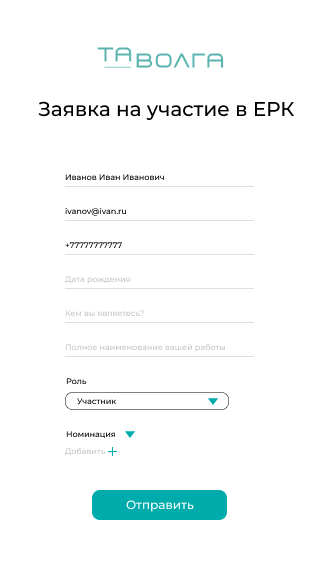 ТАВОЛГА
Заявка на участие в ЕРК
Иванов Иван Иванович
ivanov@ivan.ru
+77777777777
Дата рождения
Кем вы являетесь?
Полное наименование вашей работы
Роль
Участник
Номинация
Добавить
Отправить